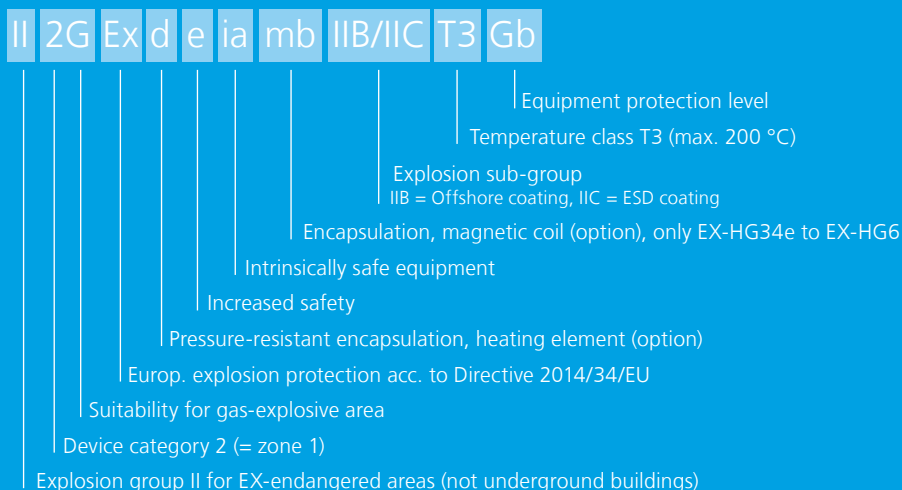 II 2G Ex d e ia mb IIB/IIC T3 Gb
Equipment protection level
Temperature class T3 (max. 200 °C)
Explosion sub-group
IIB = Offshore coating, IIC = ESD coating
Encapsulation, magnetic coil (option), only EX-HG34e to EX-HG6
Intrinsically safe equipment
Increased safety
Pressure-resistant encapsulation, heating element (option)
Europ. explosion protection acc. to Directive 2014/34/EU
Suitability for gas-explosive area
Device category 2 (= zone 1)
Explosion group II for EX-endangered areas (not underground buildings)